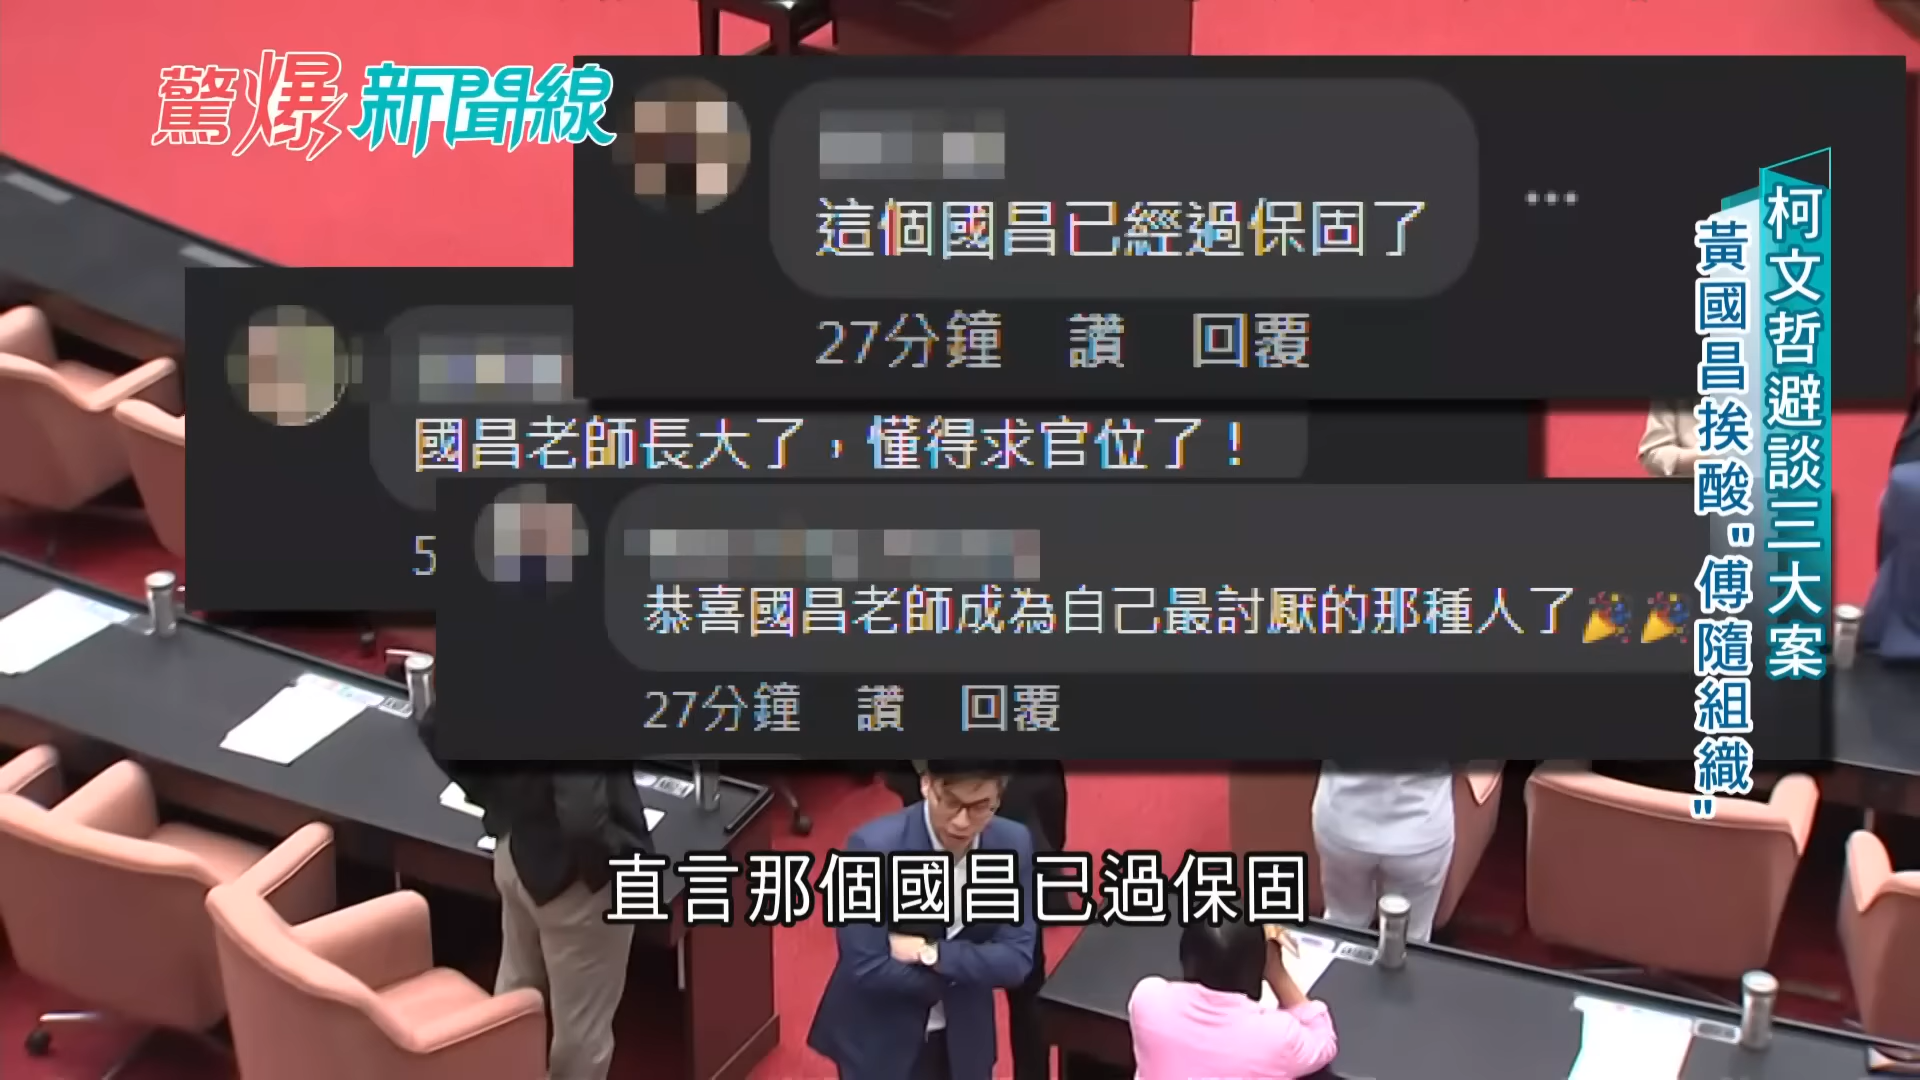 驚爆新聞線
這個國昌已經過保固了
27分鐘 讚 回覆
國昌老師長大了，懂得求官位了！
5
恭喜國昌老師成為自己最討厭的那種人了🎉🎉
27分鐘 讚 回覆
柯文哲避談三大案
黃國昌挨酸"傅隨組織"
直言那個國昌已過保固